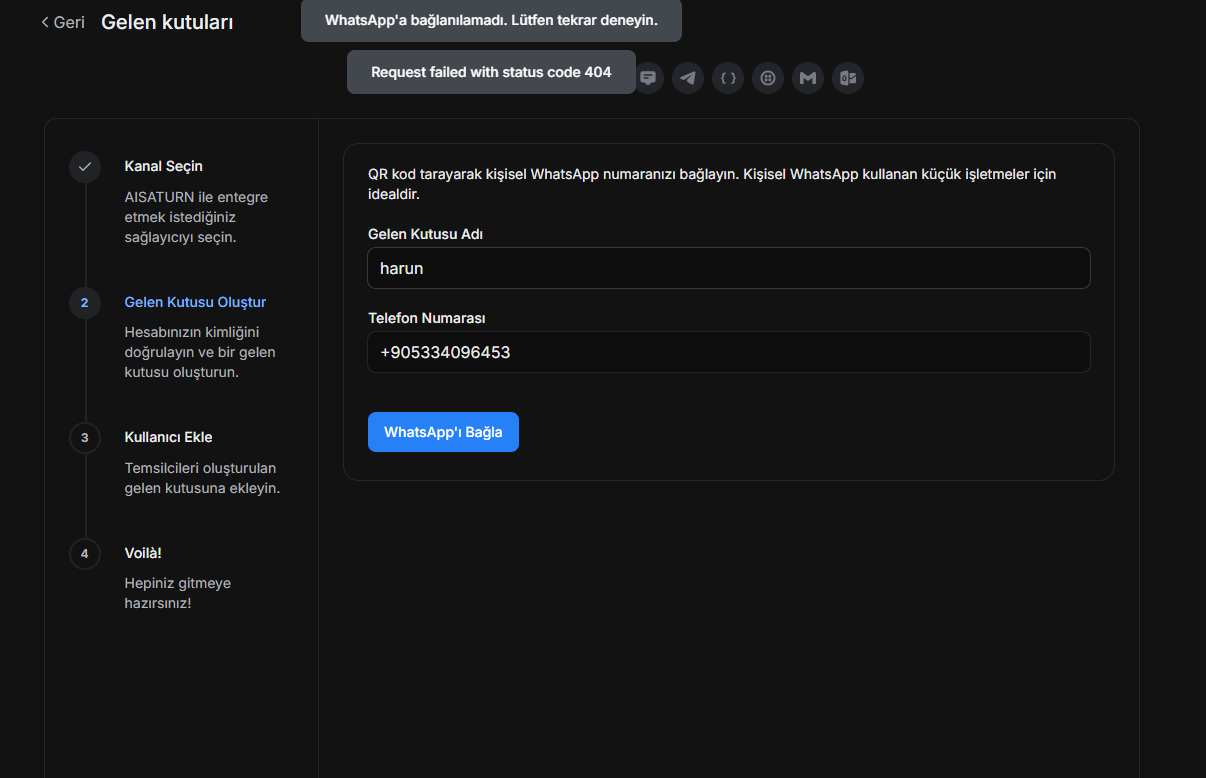 Geri
Gelen kutuları
WhatsApp'a bağlanılamadı. Lütfen tekrar deneyin.
Request failed with status code 404
Kanal Seçin
AISATURN ile entegre
etmek istediğiniz
sağlayıcıyı seçin.
2
Gelen Kutusu Oluştur
Hesabınızın kimliğini
doğrulayın ve bir gelen
kutusu oluşturun.
3
Kullanıcı Ekle
Temsilcileri oluşturulan
gelen kutusuna ekleyin.
4
Voilà!
Hepiniz gitmeye
hazırsınız!
QR kod tarayarak kişisel WhatsApp numaranızı bağlayın. Kişisel WhatsApp kullanan küçük işletmeler için
idealdir.
Gelen Kutusu Adı
harun
Telefon Numarası
+905334096453
WhatsApp'ı Bağla